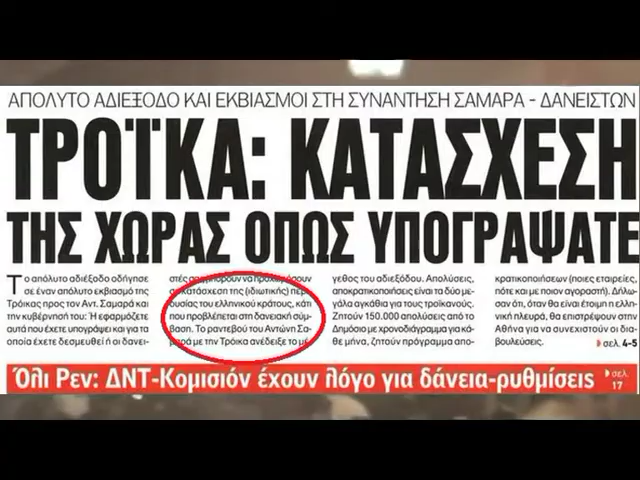 ΑΠΟΛΥΤΟ ΑΔΙΕΞΟΔΟ ΚΑΙ ΕΚΒΙΑΣΜΟΙ ΣΤΗ ΣΥΝΑΝΤΗΣΗ ΣΑΜΑΡΑ - ΔΑΝΕΙΣΤΩΝ
ΤΡΟΪΚΑ: ΚΑΤΑΣΧΕΣΗ
ΤΗΣ ΧΩΡΑΣ ΟΠΩΣ ΥΠΟΓΡΑΨΑΤΕ
Το απόλυτο αδιέξοδο οδήγησε
σε έναν απόλυτο εκβιασμό της
Τρόικας προς τον Αντ. Σαμαρά και
την κυβέρνησή του: Ή εφαρμόζετε
αυτά που έχετε υπογράψει και για τα
οποία έχετε δεσμευθεί ή οι δανει-
στές να
κατάσχεση της (ιδιωτικής) περι-
ουσίας του ελληνικού κράτους, κάτι
που προβλέπεται στη δανειακή σύμ-
βαση. Το ραντεβού του Αντώνη Σα-
μαρά με την Τρόικα ανέδειξε το μέ-
γεθος του αδιεξόδου. Απολύσεις,
αποκρατικοποιήσεις είναι τα δύο με-
γάλα αγκάθια για τους τροϊκανούς.
Ζητούν 150.000 απολύσεις από το
Δημόσιο με χρονοδιάγραμμα για κά-
θε μήνα, ζητούν πρόγραμμα απο-
κρατικοποιήσεων (ποιες εταιρείες,
πότε και με ποιον αγοραστή). Δήλω-
σαν ότι, όταν θα είναι έτοιμη η ελλη-
νική πλευρά, θα επιστρέψουν στην
Αθήνα για να συνεχιστούν οι δια-
βουλεύσεις.
σελ. 4-5
Όλι Ρεν: ΔΝΤ-Κομισιόν έχουν λόγο για δάνεια-ρυθμίσεις
σελ.
17